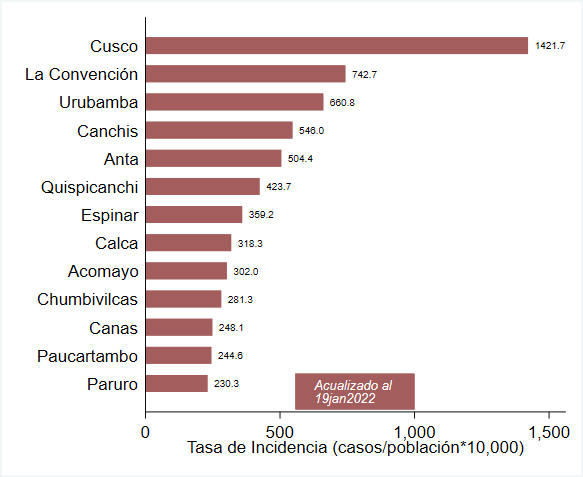 Cusco 1421.7
La Convención 742.7
Urubamba 660.8
Canchis 546.0
Anta 504.4
Quispicanchi 423.7
Espinar 359.2
Calca 318.3
Acomayo 302.0
Chumbivilcas 281.3
Canas 248.1
Paucartambo 244.6
Paruro 230.3
Acualizado al
19jan2022
0 500 1,000 1,500
Tasa de Incidencia (casos/población*10,000)